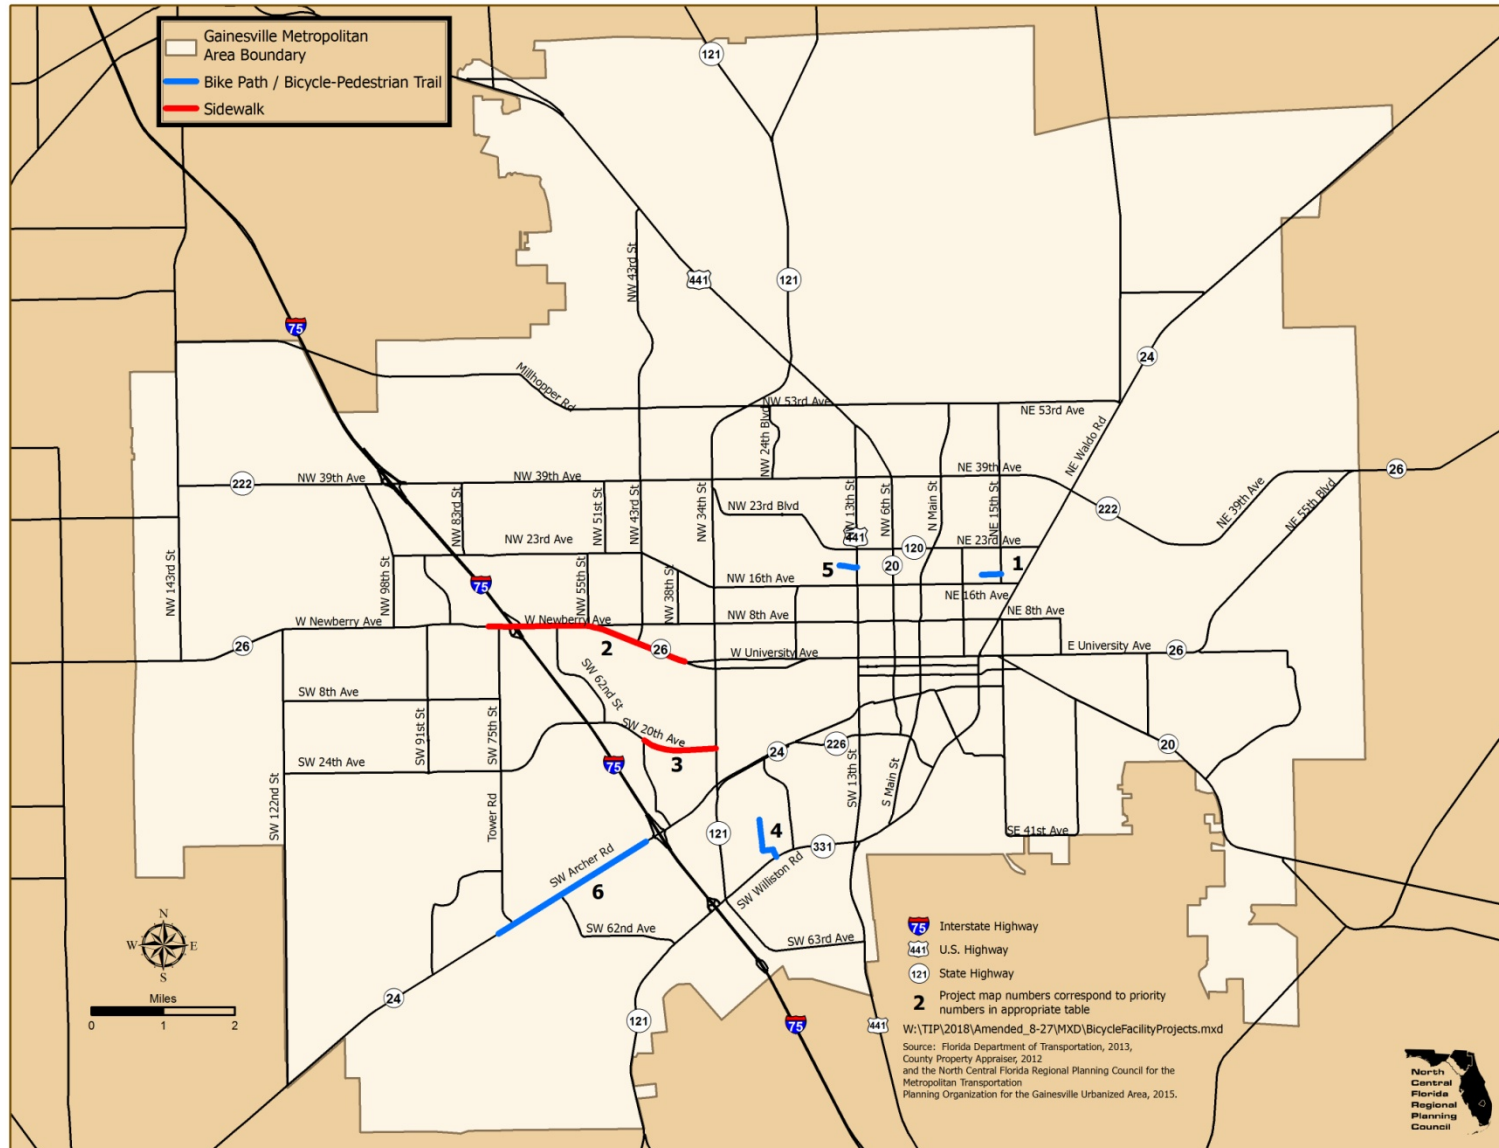 Gainesville Metropolitan
Area Boundary
Bike Path / Bicycle-Pedestrian Trail
Sidewalk
121
NW 43rd St
441
121
75
24
Millhopper Rd
NW 53rd Ave
NE 53rd Ave
NW 24th Blvd
NE Waldo Rd
222
NW 39th Ave
NW 39th Ave
NE 39th Ave
26
NW 83rd St
NW 51st St
NW 43rd St
NW 34th St
NW 23rd Blvd
NW 13th St
NW 6th St
N Main St
NE 15th St
222
NE 39th Ave
NE 55th Blvd
NW 143rd St
NW 98th St
NW 23rd Ave
441
120
NE 23rd Ave
5
20
1
75
NW 55th St
NW 38th St
NW 16th Ave
NE 16th Ave
W Newberry Ave
W Newberry Ave
NW 8th Ave
NE 8th Ave
26
2
26
W University Ave
E University Ave
26
SW 8th Ave
SW 62nd St
SW 91st St
SW 75th St
SW 20th Ave
3
24
226
20
SW 24th Ave
75
SW 122nd St
Tower Rd
SW 13th St
S Main St
121
4
331
SE 41st Ave
SW Archer Rd
6
SW Williston Rd
SW 62nd Ave
SW 63rd Ave
N
W E
S
24
121
75
441
Miles
0 1 2
75 Interstate Highway
441 U.S. Highway
121 State Highway
2 Project map numbers correspond to priority
numbers in appropriate table
W:\TIP\2018\Amended_8-27\MXD\BicycleFacilityProjects.mxd
Source: Florida Department of Transportation, 2013,
County Property Appraiser, 2012
and the North Central Florida Regional Planning Council for the
Metropolitan Transportation
Planning Organization for the Gainesville Urbanized Area, 2015.
North
Central
Florida
Regional
Planning
Council